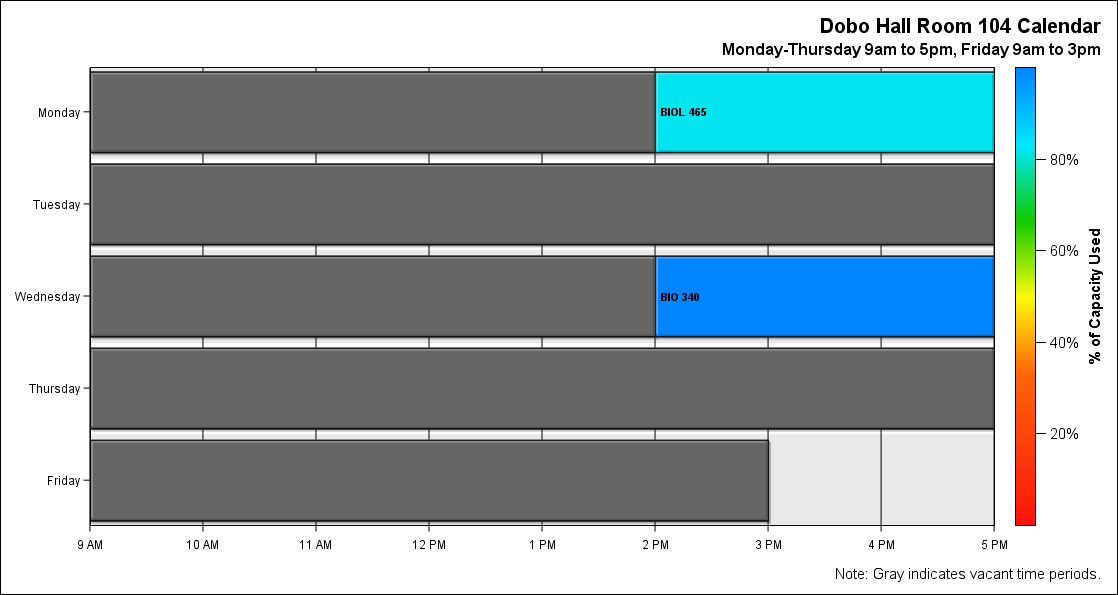 Dobo Hall Room 104 Calendar
Monday-Thursday 9am to 5pm, Friday 9am to 3pm
Monday
BIOL 465
Tuesday
Wednesday
BIO 340
Thursday
Friday
9 AM 10 AM 11 AM 12 PM 1 PM 2 PM 3 PM 4 PM 5 PM
80%
60%
40%
20%
% of Capacity Used
Note: Gray indicates vacant time periods.